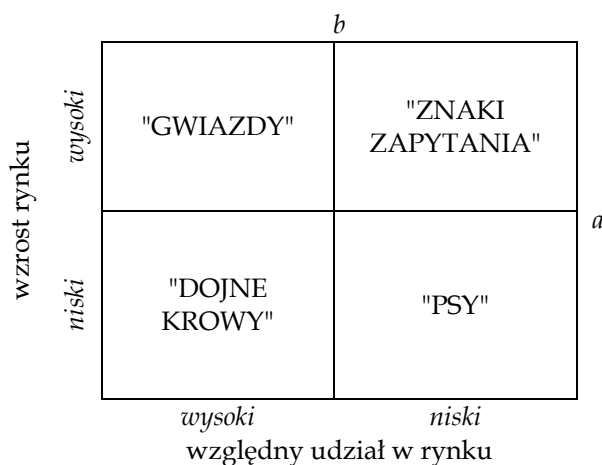 b
wysoki
"GWIAZDY"
"ZNAKI
ZAPYTANIA"
wzrost rynku
a
niski
"DOJNE
KROWY"
"PSY"
wysoki
niski
względny udział w rynku